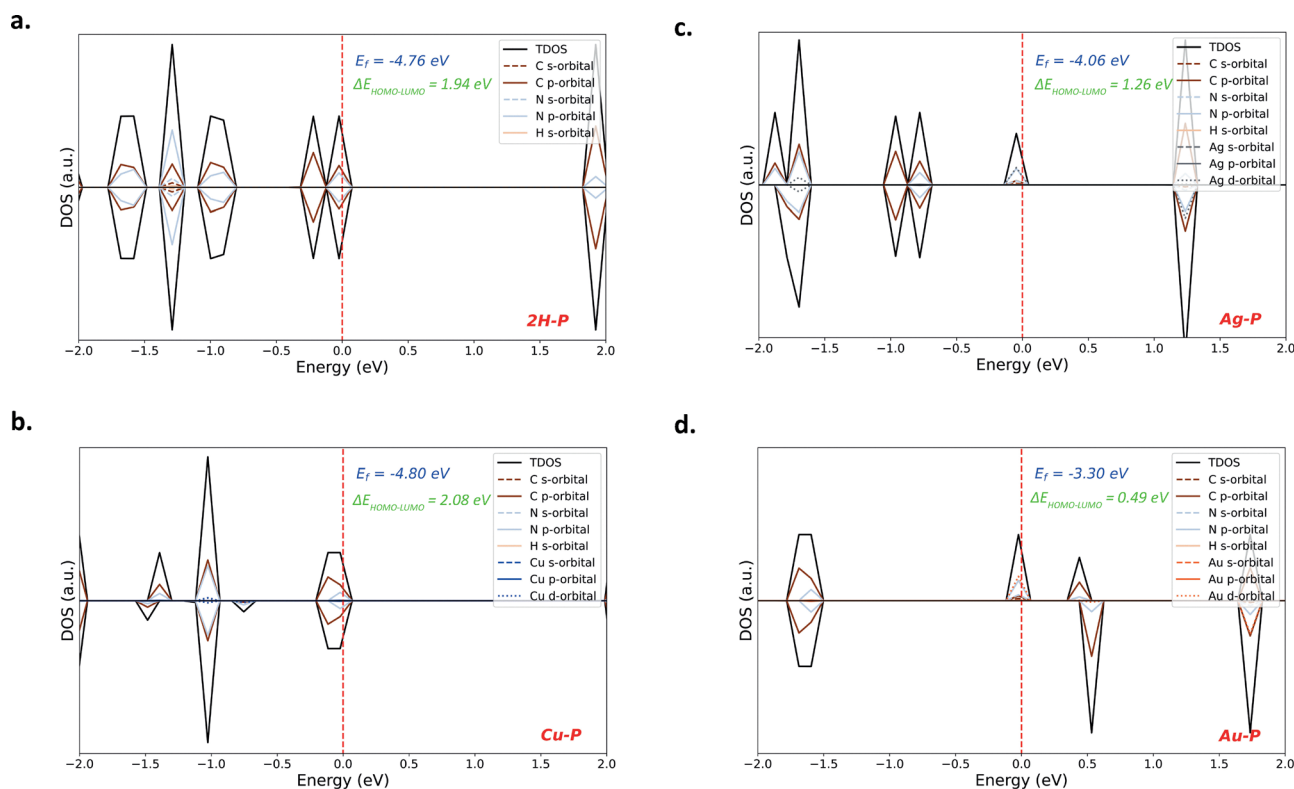 a.
E_f = -4.76 eV
ΔE_HOMO-LUMO = 1.94 eV
TDOS
C s-orbital
C p-orbital
N s-orbital
N p-orbital
H s-orbital
DOS (a.u.)
2H-P
−2.0 −1.5 −1.0 −0.5 0.0 0.5 1.0 1.5 2.0
Energy (eV)
c.
E_f = -4.06 eV
ΔE_HOMO-LUMO = 1.26 eV
TDOS
C s-orbital
C p-orbital
N s-orbital
N p-orbital
H s-orbital
Ag s-orbital
Ag p-orbital
Ag d-orbital
DOS (a.u.)
Ag-P
−2.0 −1.5 −1.0 −0.5 0.0 0.5 1.0 1.5 2.0
Energy (eV)
b.
E_f = -4.80 eV
ΔE_HOMO-LUMO = 2.08 eV
TDOS
C s-orbital
C p-orbital
N s-orbital
N p-orbital
H s-orbital
Cu s-orbital
Cu p-orbital
Cu d-orbital
DOS (a.u.)
Cu-P
−2.0 −1.5 −1.0 −0.5 0.0 0.5 1.0 1.5 2.0
Energy (eV)
d.
E_f = -3.30 eV
ΔE_HOMO-LUMO = 0.49 eV
TDOS
C s-orbital
C p-orbital
N s-orbital
N p-orbital
H s-orbital
Au s-orbital
Au p-orbital
Au d-orbital
DOS (a.u.)
Au-P
−2.0 −1.5 −1.0 −0.5 0.0 0.5 1.0 1.5 2.0
Energy (eV)